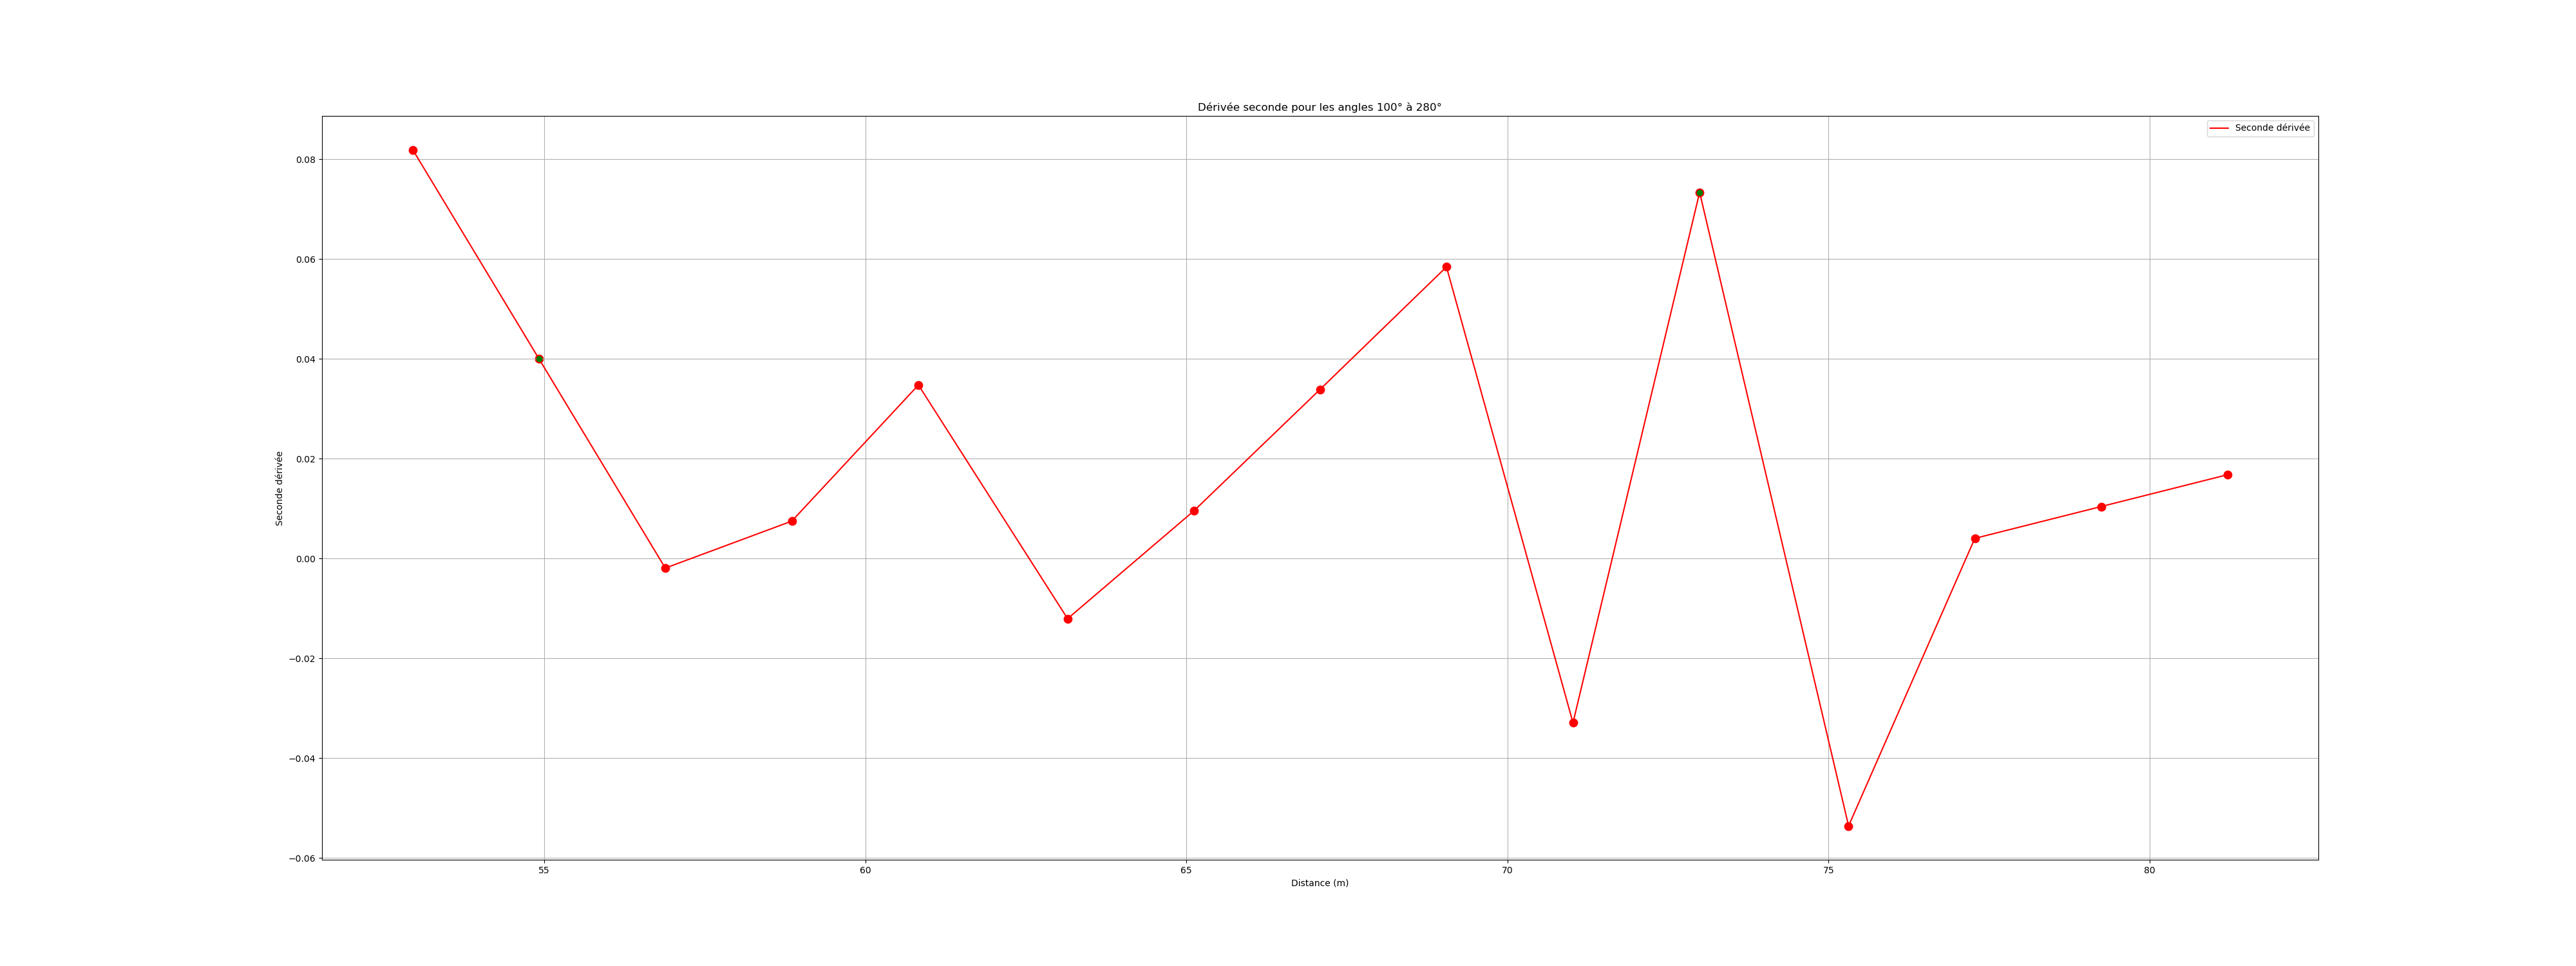 Dérivée seconde pour les angles 100° à 280°
Seconde dérivée
0.08
0.06
0.04
0.02
0.00
−0.02
−0.04
−0.06
Seconde dérivée
55 60 65 70 75 80
Distance (m)